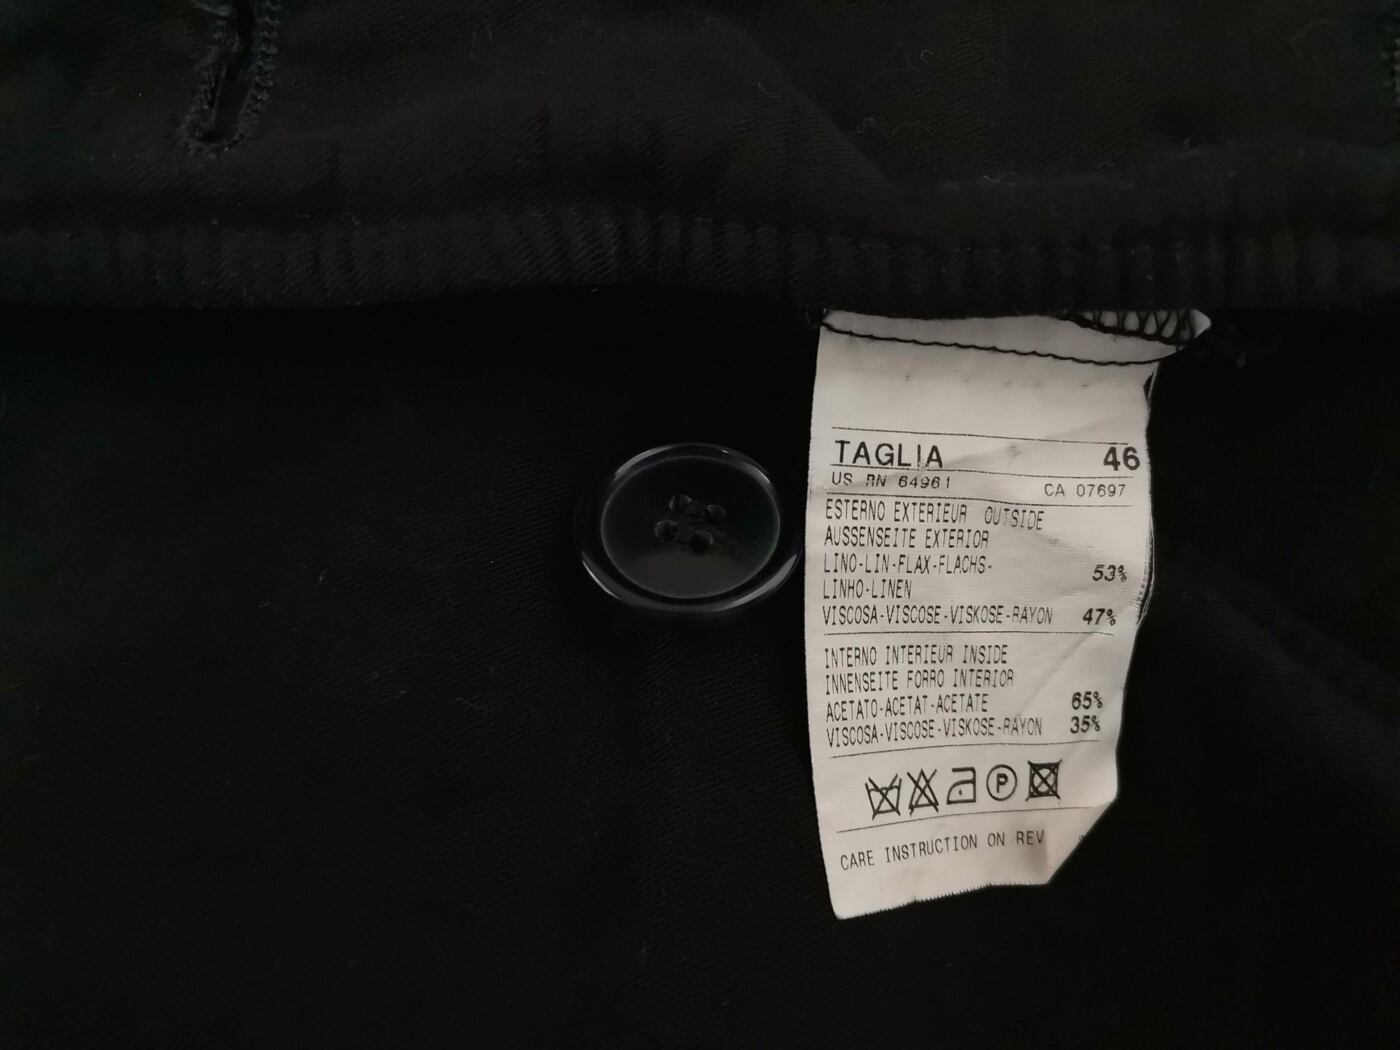 TAGLIA 46
US RN 64961 CA 07697
ESTERNO EXTERIEUR OUTSIDE
AUSSENSEITE EXTERIOR
LINO-LIN-FLAX-FLACHS- 53%
LINHO-LINEN
VISCOSA-VISCOSE-VISKOSE-RAYON 47%
INTERNO INTERIEUR INSIDE
INNENSEITE FORRO INTERIOR
ACETATO-ACETAT-ACETATE 65%
VISCOSA-VISCOSE-VISKOSE-RAYON 35%
P
CARE INSTRUCTION ON REV